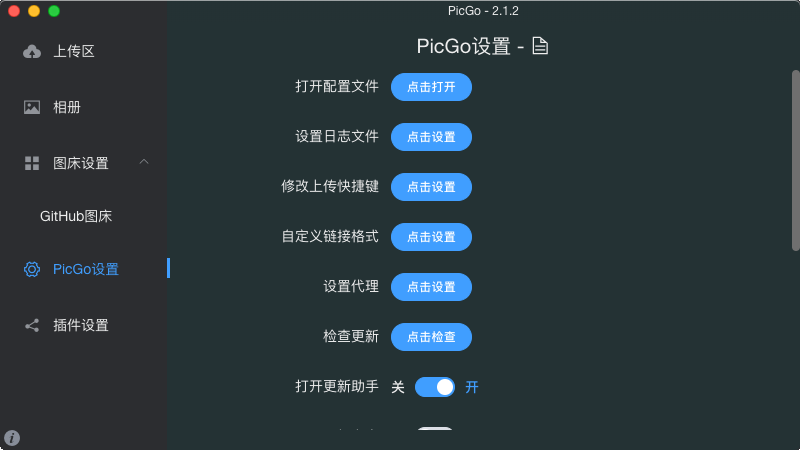 PicGo - 2.1.2
上传区
相册
图床设置
GitHub图床
PicGo设置
插件设置
PicGo设置 -
打开配置文件 点击打开
设置日志文件 点击设置
修改上传快捷键 点击设置
自定义链接格式 点击设置
设置代理 点击设置
检查更新 点击检查
打开更新助手 关 开